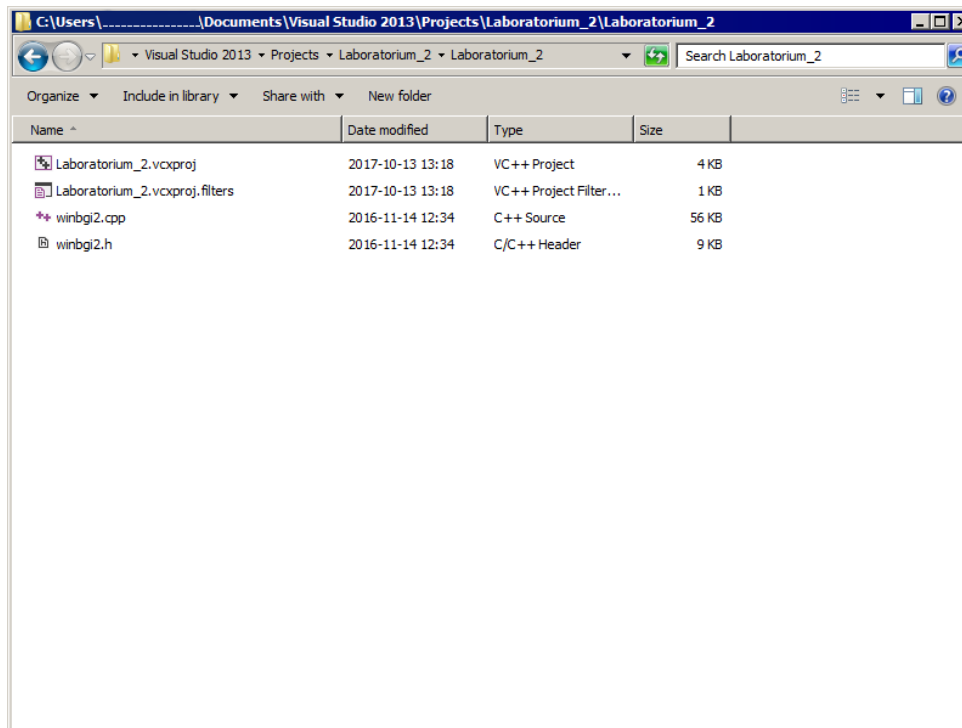 C:\Users\________________\Documents\Visual Studio 2013\Projects\Laboratorium_2\Laboratorium_2
Visual Studio 2013 Projects Laboratorium_2 Laboratorium_2 Search Laboratorium_2
Organize Include in library Share with New folder
Name Date modified Type Size
Laboratorium_2.vcxproj 2017-10-13 13:18 VC++ Project 4 KB
Laboratorium_2.vcxproj.filters 2017-10-13 13:18 VC++ Project Filter... 1 KB
winbgi2.cpp 2016-11-14 12:34 C++ Source 56 KB
winbgi2.h 2016-11-14 12:34 C/C++ Header 9 KB